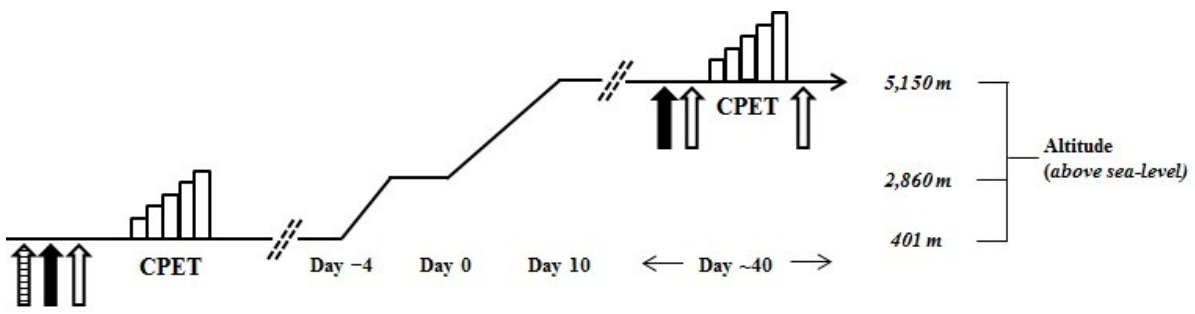 5,150 m
CPET
Altitude
(above sea-level)
2,860 m
401 m
CPET
Day −4
Day 0
Day 10
Day ~40